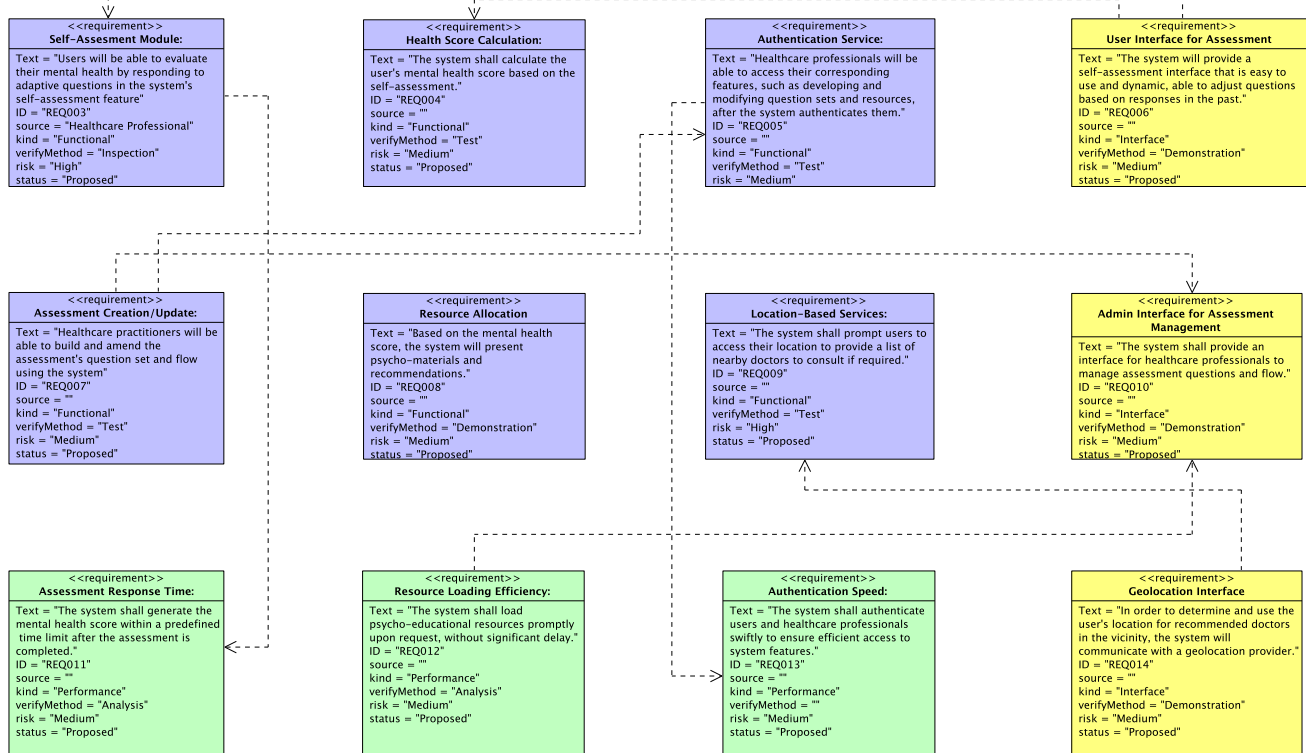 <<requirement>>
Self-Assesment Module:
Text = "Users will be able to evaluate
their mental health by responding to
adaptive questions in the system's
self-assessment feature"
ID = "REQ003"
source = "Healthcare Professional"
kind = "Functional"
verifyMethod = "Inspection"
risk = "High"
status = "Proposed"
<<requirement>>
Health Score Calculation:
Text = "The system shall calculate the
user's mental health score based on the
self-assessment."
ID = "REQ004"
source = ""
kind = "Functional"
verifyMethod = "Test"
risk = "Medium"
status = "Proposed"
<<requirement>>
Authentication Service:
Text = "Healthcare professionals will be
able to access their corresponding
features, such as developing and
modifying question sets and resources,
after the system authenticates them."
ID = "REQ005"
source = ""
kind = "Functional"
verifyMethod = "Test"
risk = "Medium"
<<requirement>>
User Interface for Assessment
Text = "The system will provide a
self-assessment interface that is easy to
use and dynamic, able to adjust questions
based on responses in the past."
ID = "REQ006"
source = ""
kind = "Interface"
verifyMethod = "Demonstration"
risk = "Medium"
status = "Proposed"
<<requirement>>
Assessment Creation/Update:
Text = "Healthcare practitioners will be
able to build and amend the
assessment's question set and flow
using the system"
ID = "REQ007"
source = ""
kind = "Functional"
verifyMethod = "Test"
risk = "Medium"
status = "Proposed"
<<requirement>>
Resource Allocation
Text = "Based on the mental health
score, the system will present
psycho-materials and
recommendations."
ID = "REQ008"
source = ""
kind = "Functional"
verifyMethod = "Demonstration"
risk = "Medium"
status = "Proposed"
<<requirement>>
Location-Based Services:
Text = "The system shall prompt users to
access their location to provide a list of
nearby doctors to consult if required."
ID = "REQ009"
source = ""
kind = "Functional"
verifyMethod = "Test"
risk = "High"
status = "Proposed"
<<requirement>>
Admin Interface for Assessment
Management
Text = "The system shall provide an
interface for healthcare professionals to
manage assessment questions and flow."
ID = "REQ010"
source = ""
kind = "Interface"
verifyMethod = "Demonstration"
risk = "Medium"
status = "Proposed"
<<requirement>>
Assessment Response Time:
Text = "The system shall generate the
mental health score within a predefined
time limit after the assessment is
completed."
ID = "REQ011"
source = ""
kind = "Performance"
verifyMethod = "Analysis"
risk = "Medium"
status = "Proposed"
<<requirement>>
Resource Loading Efficiency:
Text = "The system shall load
psycho-educational resources promptly
upon request, without significant delay."
ID = "REQ012"
source = ""
kind = "Performance"
verifyMethod = "Analysis"
risk = "Medium"
status = "Proposed"
<<requirement>>
Authentication Speed:
Text = "The system shall authenticate
users and healthcare professionals
swiftly to ensure efficient access to
system features."
ID = "REQ013"
source = ""
kind = "Performance"
verifyMethod = ""
risk = "Medium"
status = "Proposed"
<<requirement>>
Geolocation Interface
Text = "In order to determine and use the
user's location for recommended doctors
in the vicinity, the system will
communicate with a geolocation provider."
ID = "REQ014"
source = ""
kind = "Interface"
verifyMethod = "Demonstration"
risk = "Medium"
status = "Proposed"